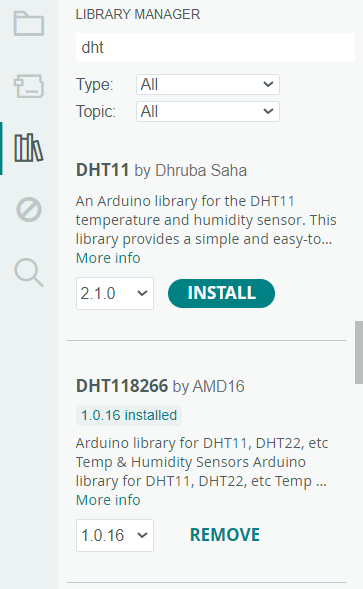 LIBRARY MANAGER
dht
Type: All
Topic: All
DHT11 by Dhruba Saha
An Arduino library for the DHT11
temperature and humidity sensor. This
library provides a simple and easy-to...
More info
2.1.0 INSTALL
DHT118266 by AMD16
1.0.16 installed
Arduino library for DHT11, DHT22, etc
Temp & Humidity Sensors Arduino
library for DHT11, DHT22, etc Temp ...
More info
1.0.16 REMOVE